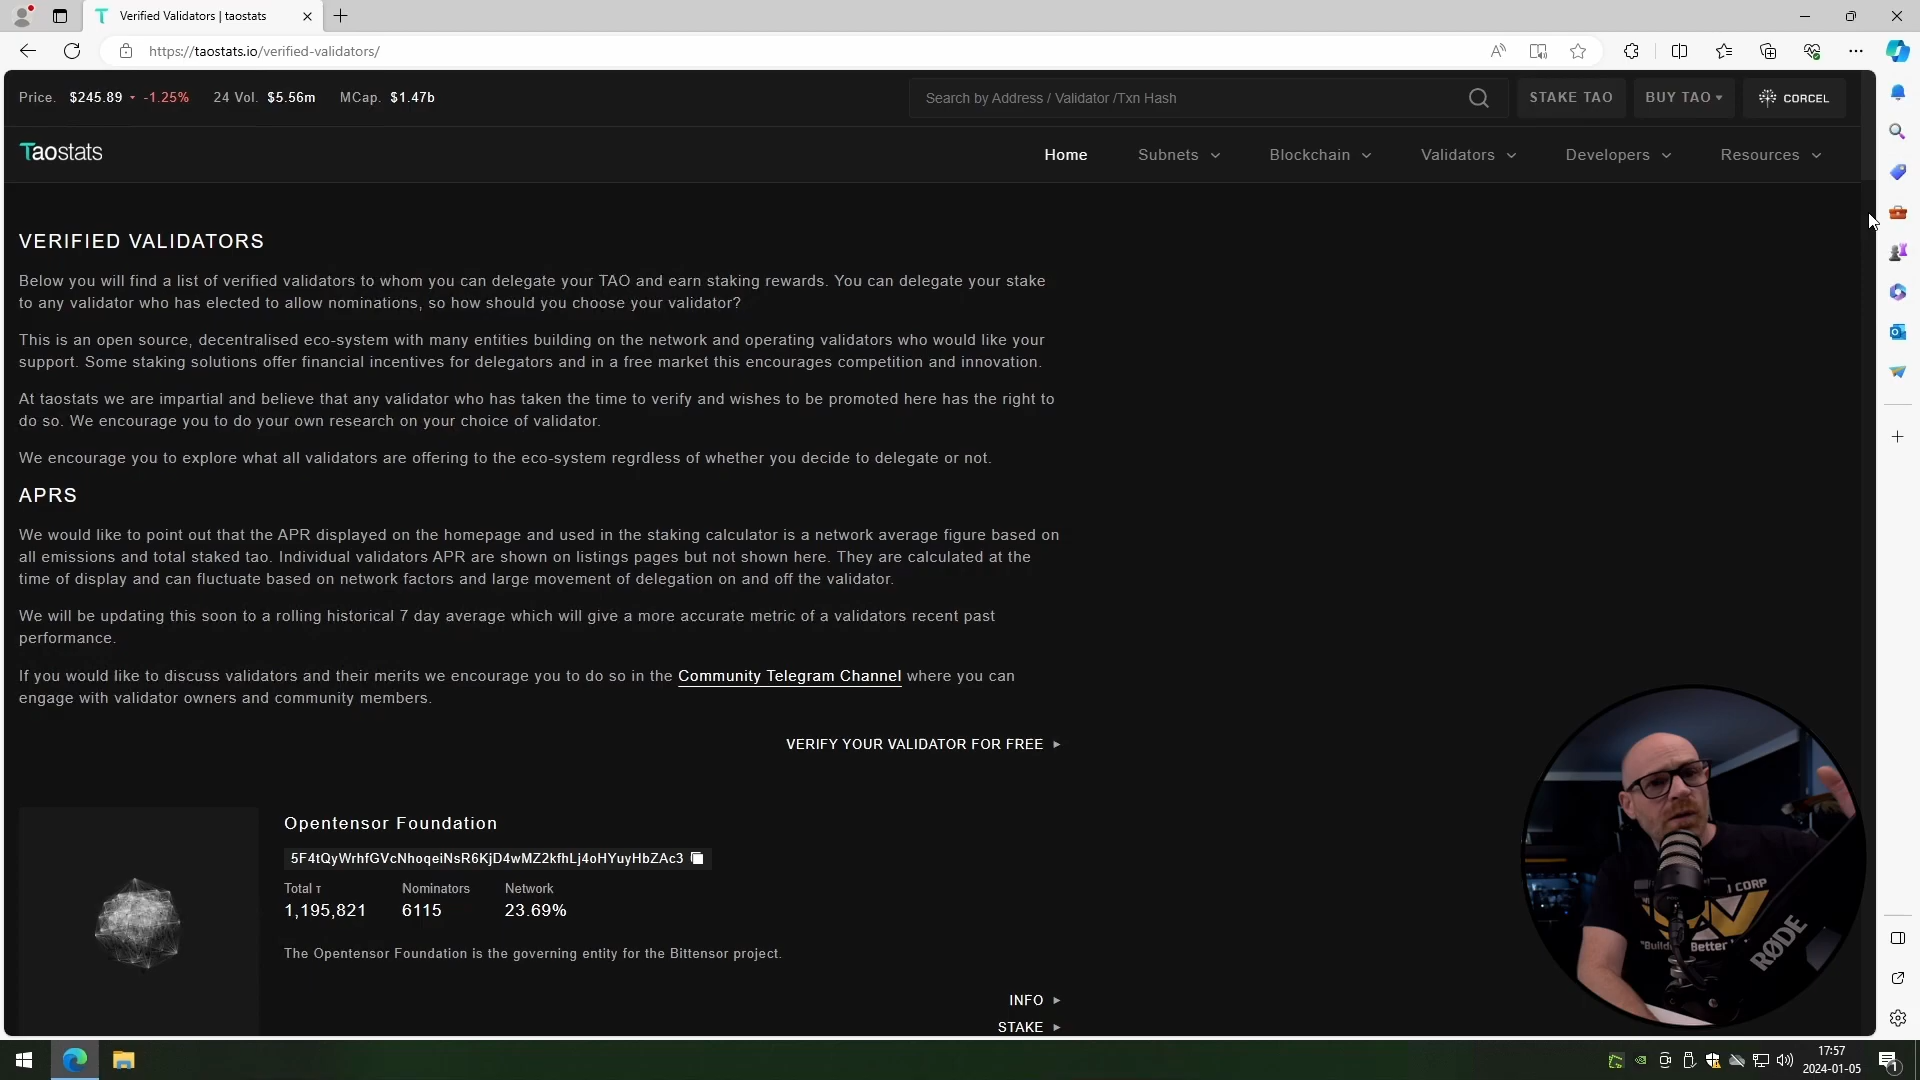 Verified Validators | taostats
https://taostats.io/verified-validators/
Price. $245.89 -1.25% 24 Vol. $5.56m MCap. $1.47b
Search by Address / Validator /Txn Hash
STAKE TAO
BUY TAO
CORCEL
Taostats
Home
Subnets
Blockchain
Validators
Developers
Resources
VERIFIED VALIDATORS
Below you will find a list of verified validators to whom you can delegate your TAO and earn staking rewards. You can delegate your stake
to any validator who has elected to allow nominations, so how should you choose your validator?
This is an open source, decentralised eco-system with many entities building on the network and operating validators who would like your
support. Some staking solutions offer financial incentives for delegators and in a free market this encourages competition and innovation.
At taostats we are impartial and believe that any validator who has taken the time to verify and wishes to be promoted here has the right to
do so. We encourage you to do your own research on your choice of validator.
We encourage you to explore what all validators are offering to the eco-system regrdless of whether you decide to delegate or not.
APRS
We would like to point out that the APR displayed on the homepage and used in the staking calculator is a network average figure based on
all emissions and total staked tao. Individual validators APR are shown on listings pages but not shown here. They are calculated at the
time of display and can fluctuate based on network factors and large movement of delegation on and off the validator.
We will be updating this soon to a rolling historical 7 day average which will give a more accurate metric of a validators recent past
performance.
If you would like to discuss validators and their merits we encourage you to do so in the Community Telegram Channel where you can
engage with validator owners and community members.
VERIFY YOUR VALIDATOR FOR FREE
Opentensor Foundation
5F4tQyWrhfGVcNhoqeiNsR6KjD4wMZ2kfhLj4oHYuyHbZAc3
Total τ Nominators Network
1,195,821 6115 23.69%
The Opentensor Foundation is the governing entity for the Bittensor project.
INFO
STAKE
CORP
"Build Better
RØDE
17:57
2024-01-05
1